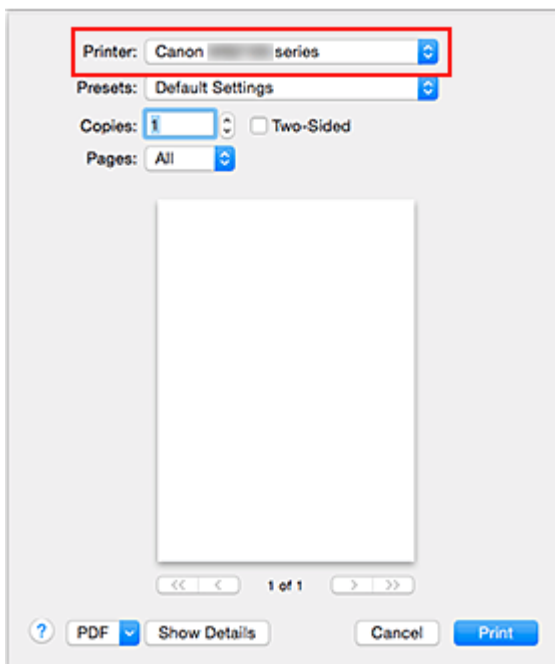 Printer: Canon series
Presets: Default Settings
Copies: 1 Two-Sided
Pages: All
<< < 1 of 1 > >>
? PDF Show Details Cancel Print